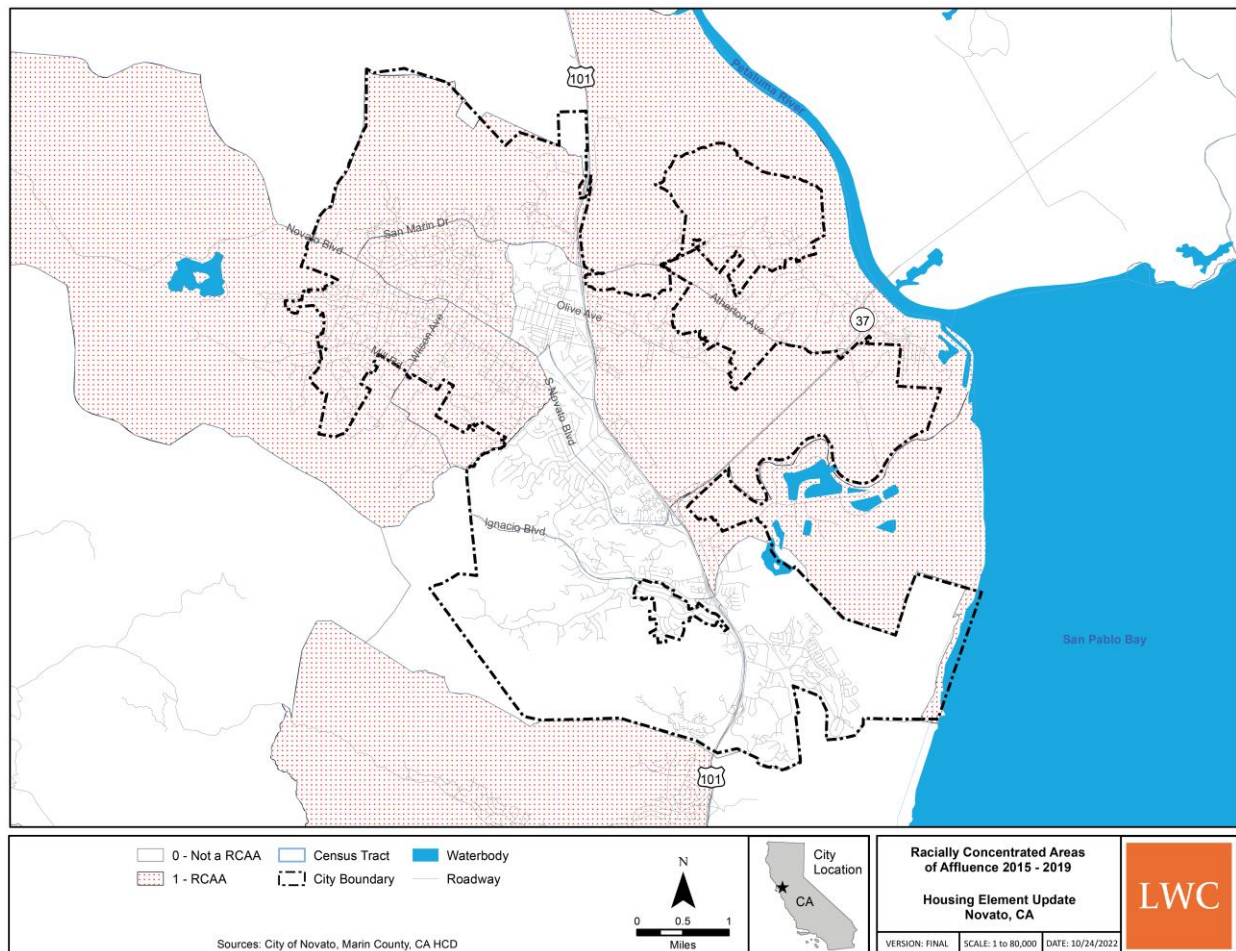 101
Petaluma River
San Marin Dr
Novato Blvd
Olive Ave
Atherton Ave
37
Wilson Ave
Mill Rd
S Novato Blvd
Ignacio Blvd
San Pablo Bay
101
0 - Not a RCAA
Census Tract
Waterbody
1 - RCAA
City Boundary
Roadway
Sources: City of Novato, Marin County, CA HCD
N
0 0.5 1
Miles
City
Location
CA
Racially Concentrated Areas
of Affluence 2015 - 2019
Housing Element Update
Novato, CA
VERSION: FINAL
SCALE: 1 to 80,000
DATE: 10/24/2022
LWC